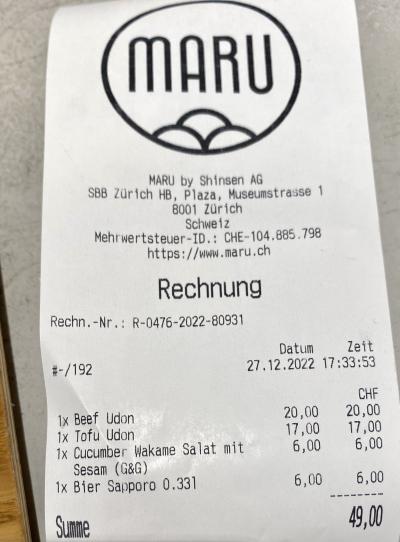 MARU
MARU by Shinsen AG
SBB Zürich HB, Plaza, Museumstrasse 1
8001 Zürich
Schweiz
Mehrwertsteuer-ID.: CHE-104.885.798
https://www.maru.ch
Rechnung
Rechn.-Nr.: R-0476-2022-80931
Datum Zeit
#-/192 27.12.2022 17:33:53
CHF
1x Beef Udon 20,00 20,00
1x Tofu Udon 17,00 17,00
1x Cucumber Wakame Salat mit 6,00 6,00
Sesam (G&G)
1x Bier Sapporo 0.33l 6,00 6,00
--------
Summe 49,00